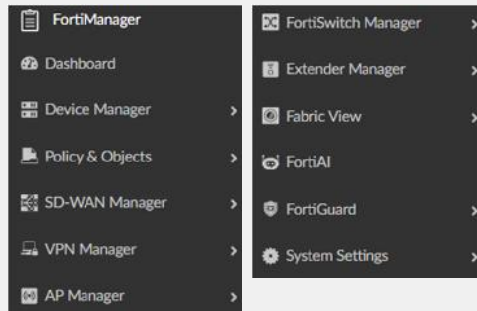 FortiManager
Dashboard
Device Manager
Policy & Objects
SD-WAN Manager
VPN Manager
AP Manager
FortiSwitch Manager
Extender Manager
Fabric View
FortiAI
FortiGuard
System Settings